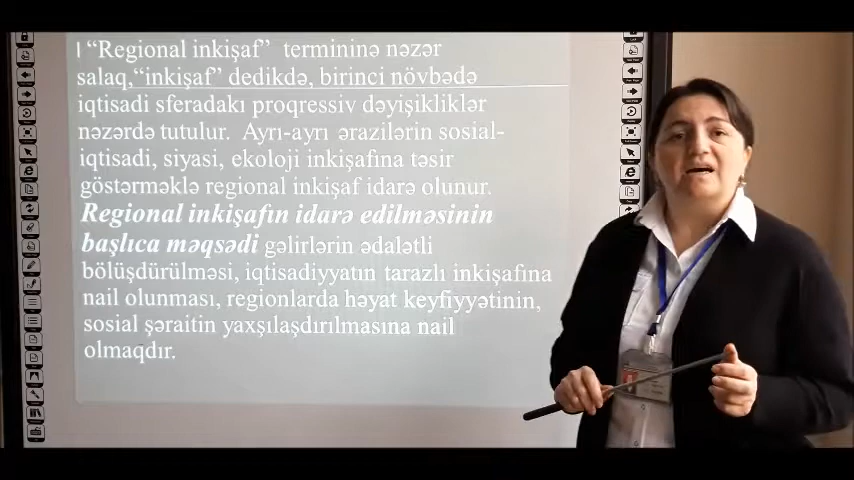 “Regional inkişaf” termininə nəzər
salaq,“inkişaf” dedikdə, birinci növbədə
iqtisadi sferadakı proqressiv dəyişikliklər
nəzərdə tutulur. Ayrı-ayrı ərazilərin sosial-
iqtisadi, siyasi, ekoloji inkişafına təsir
göstərməklə regional inkişaf idarə olunur.
Regional inkişafın idarə edilməsinin
başlıca məqsədi gəlirlərin ədalətli
bölüşdürülməsi, iqtisadiyyatın tarazlı inkişafına
nail olunması, regionlarda həyat keyfiyyətinin,
sosial şəraitin yaxşılaşdırılmasına nail
olmaqdır.